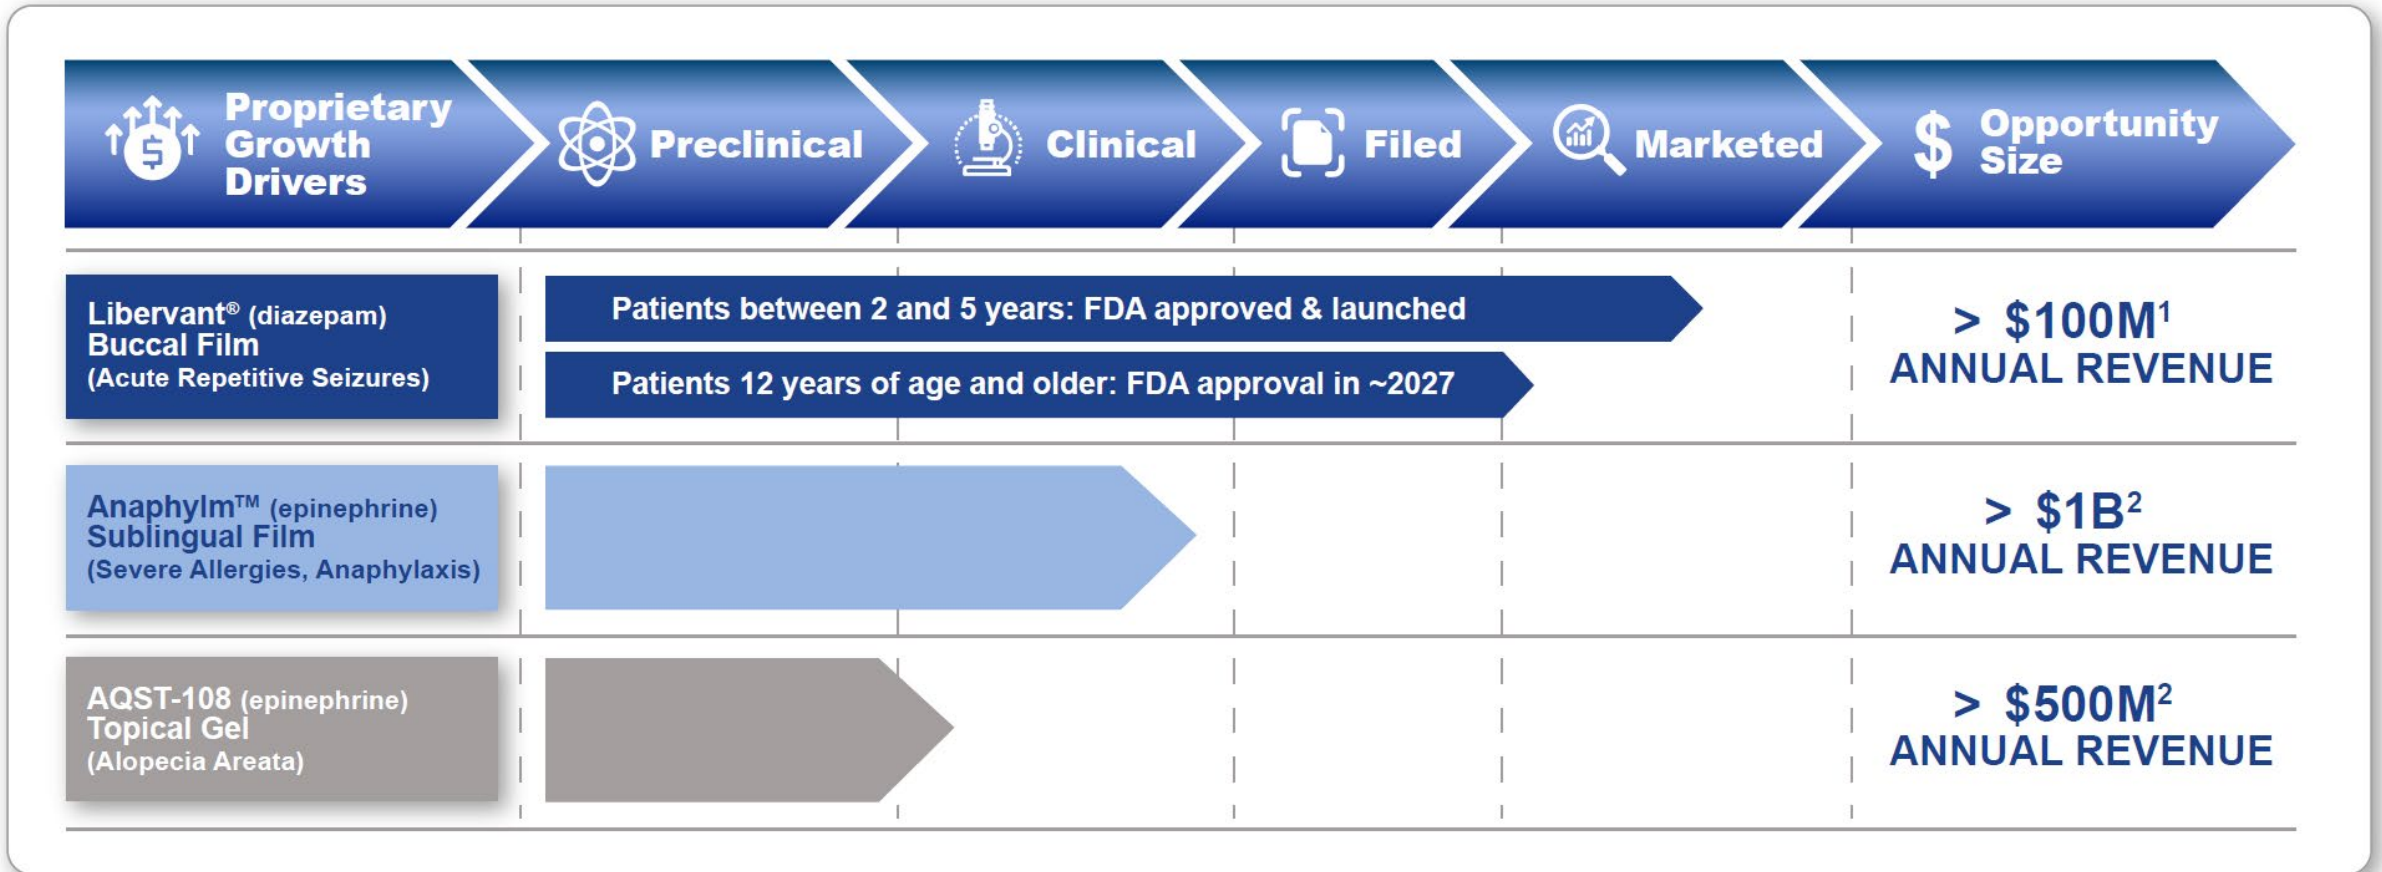 Proprietary
Growth
Drivers
Preclinical
Clinical
Filed
Marketed
$ Opportunity
Size
Libervant® (diazepam)
Buccal Film
(Acute Repetitive Seizures)
Patients between 2 and 5 years: FDA approved & launched
Patients 12 years of age and older: FDA approval in ~2027
> $100M¹
ANNUAL REVENUE
Anaphylm™ (epinephrine)
Sublingual Film
(Severe Allergies, Anaphylaxis)
> $1B²
ANNUAL REVENUE
AQST-108 (epinephrine)
Topical Gel
(Alopecia Areata)
> $500M²
ANNUAL REVENUE